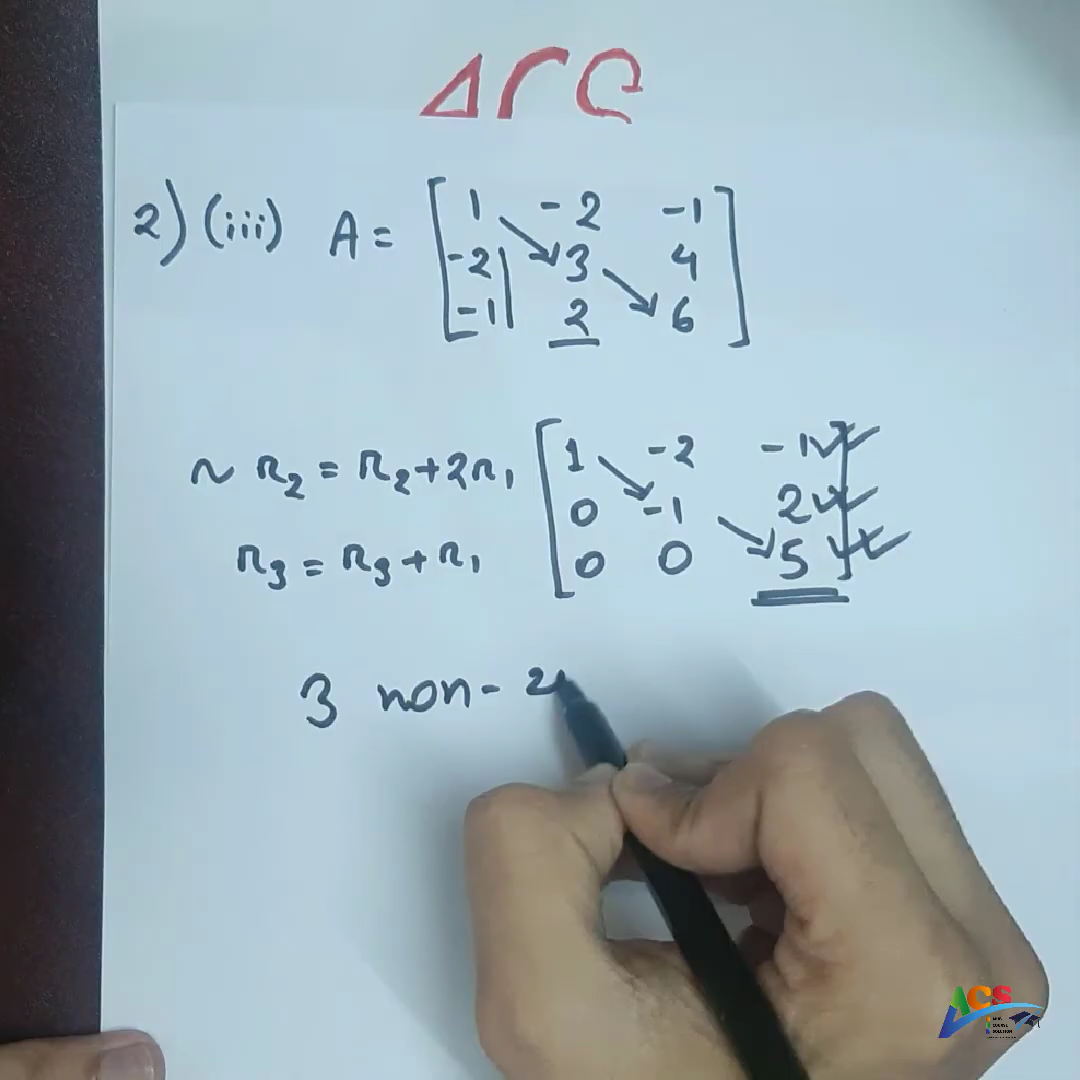 2) (iii) A = [ 1 -2 -1
-2 3 4
-1 2 6 ]
~ R2 = R2+2R1 [ 1 -2 -1
0 -1 2
R3 = R3+R1 0 0 5 ]
3 non-
ACS